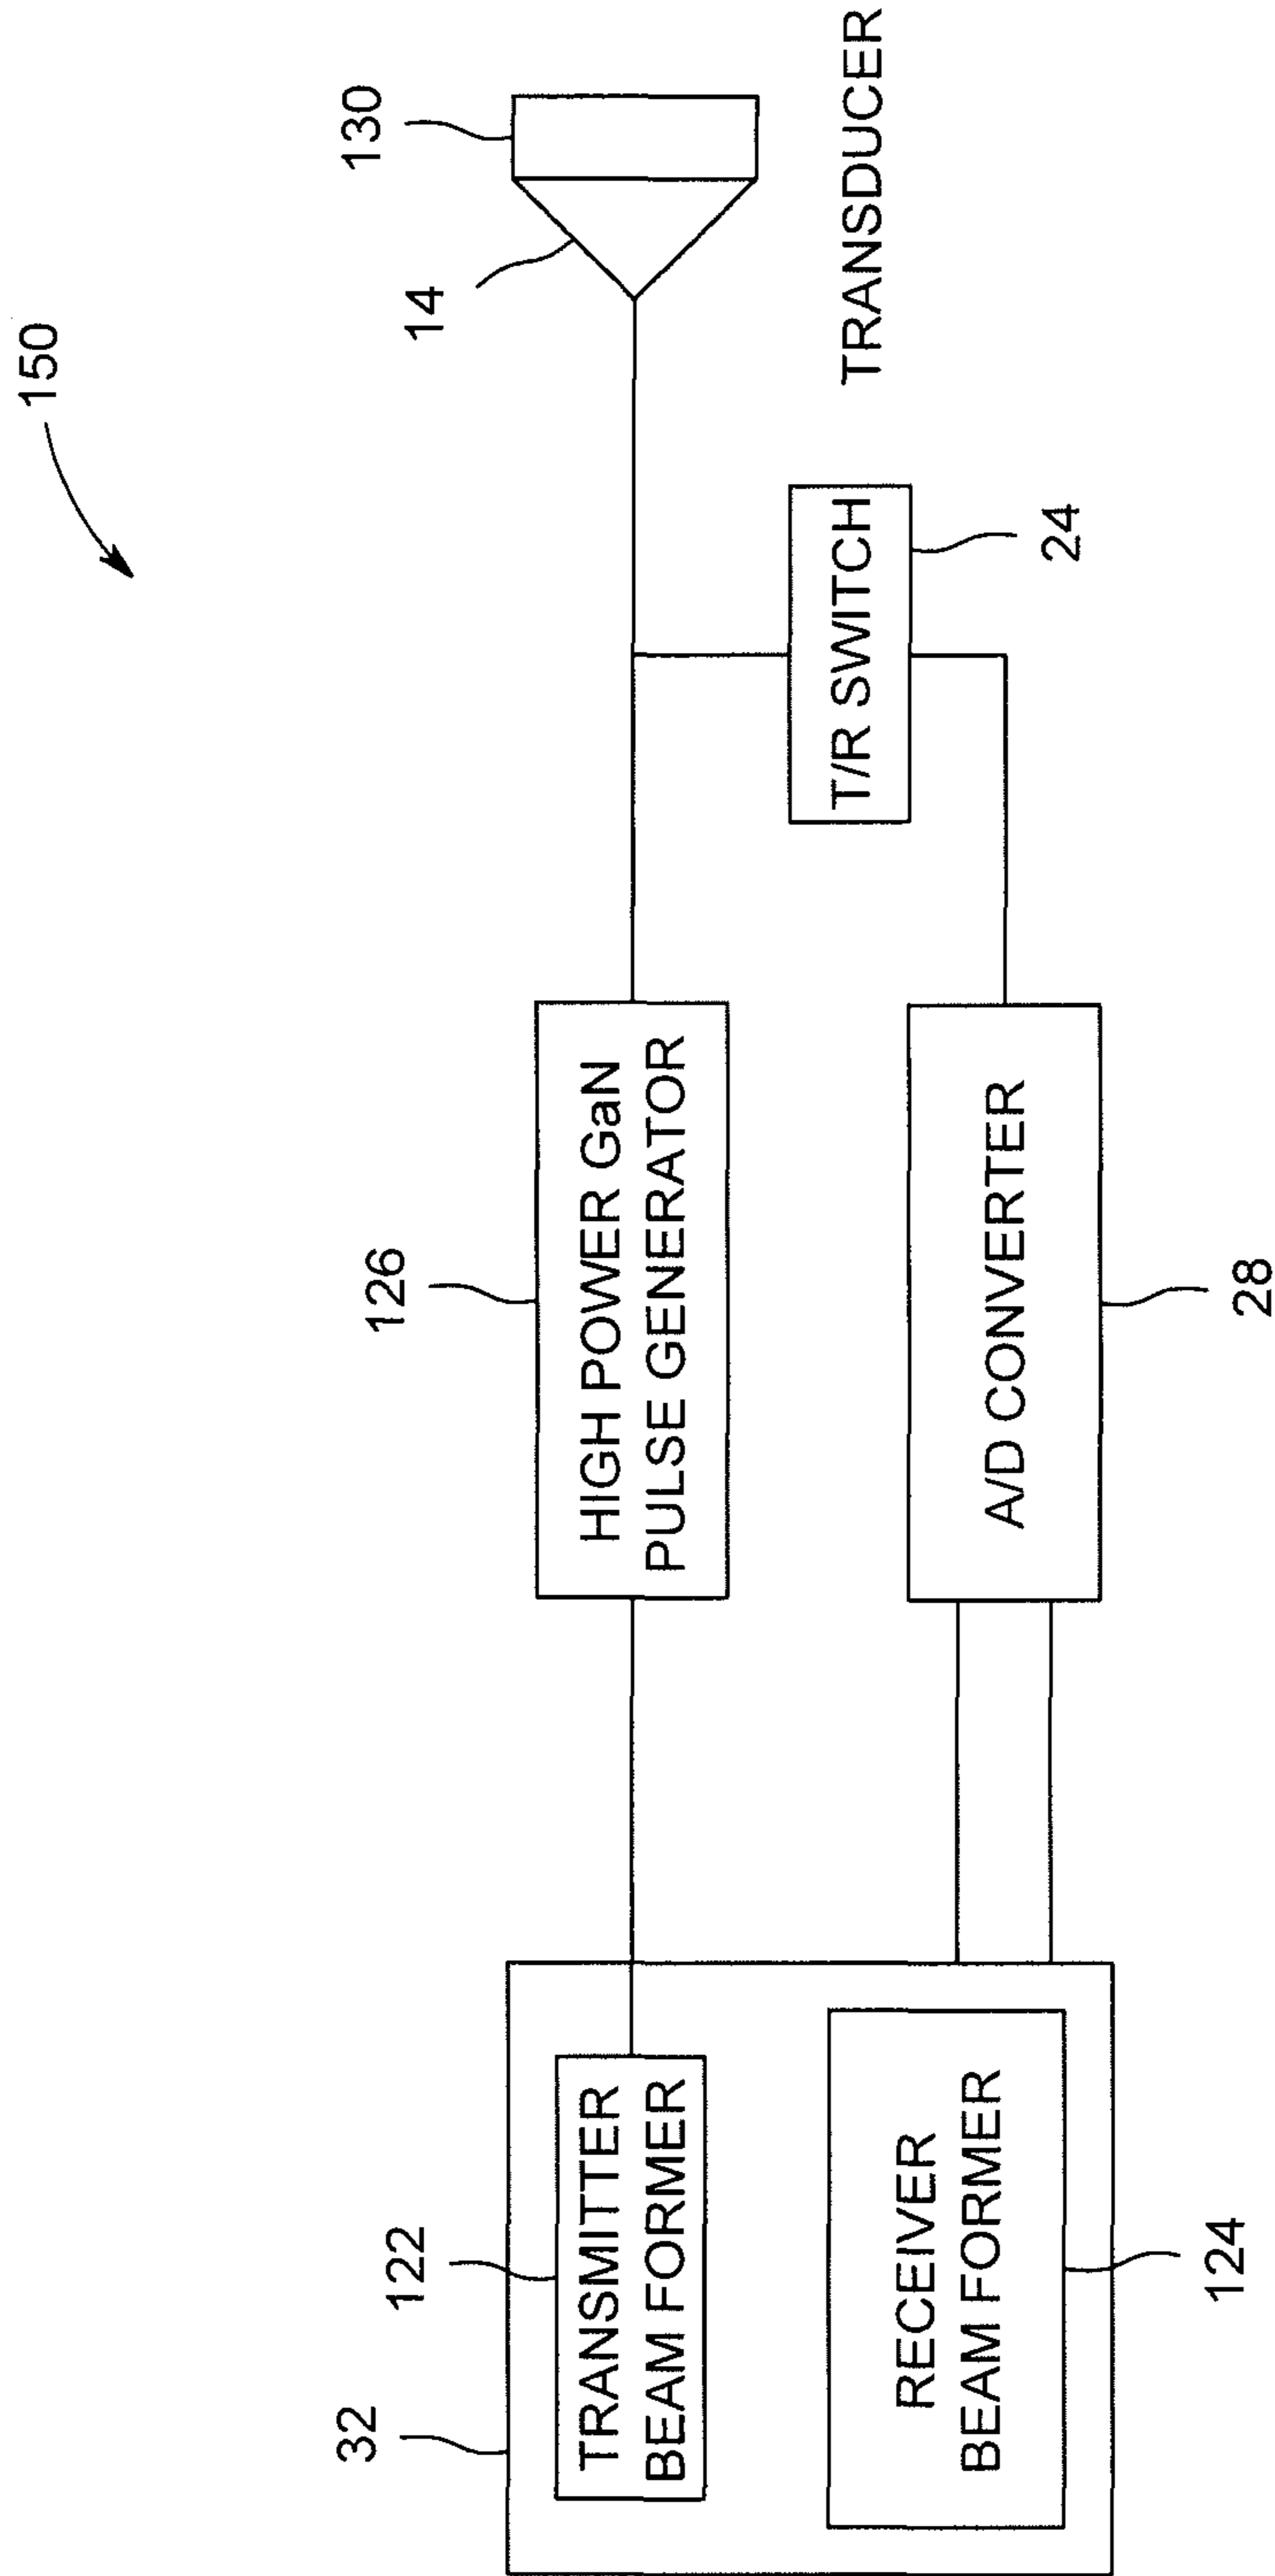 150
130
14
TRANSDUCER
126
HIGH POWER GaN
PULSE GENERATOR
T/R SWITCH
24
32
122
TRANSMITTER
BEAM FORMER
RECEIVER
BEAM FORMER
124
A/D CONVERTER
28